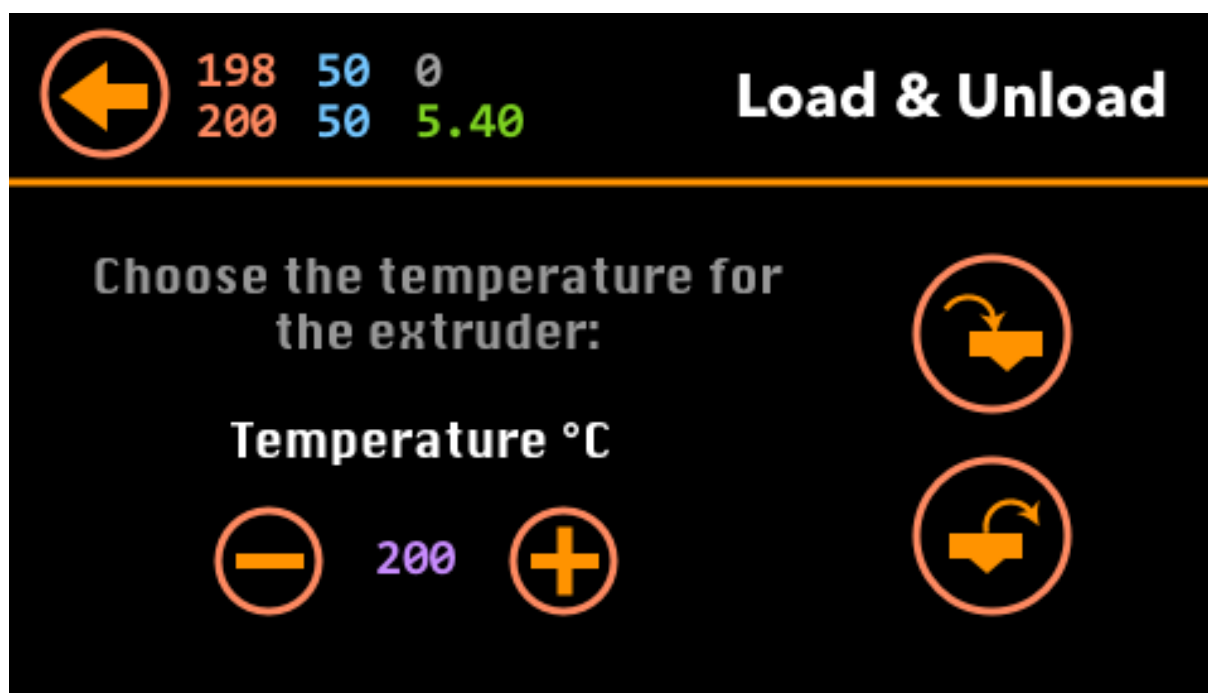 198 50 0
200 50 5.40
Load & Unload
Choose the temperature for
the extruder:
Temperature °C
200